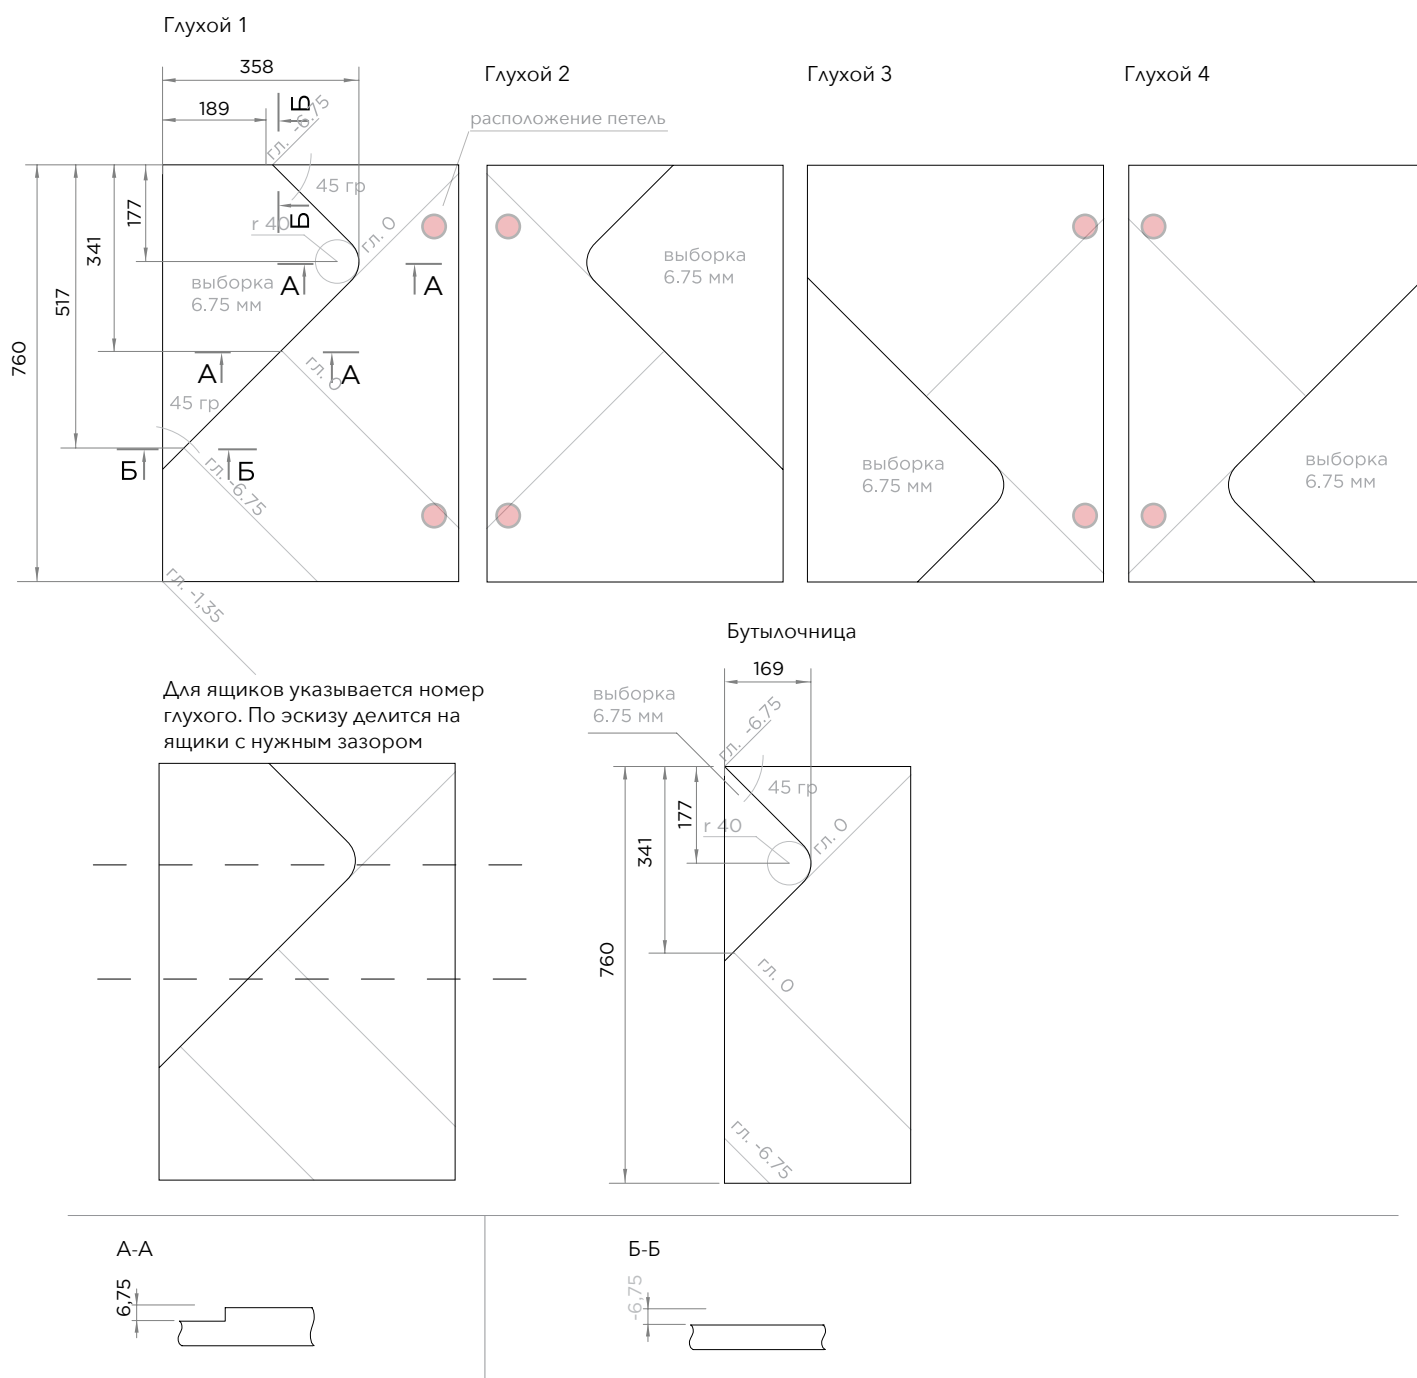 Глухой 1
358
189
Б
гл. -6.75
расположение петель
Глухой 2
Глухой 3
Глухой 4
45 гр
Б
r 40
гл. 0
177
341
517
760
выборка
6.75 мм
А
А
А
А
гл. 0
45 гр
Б
Б
гл. -6.75
гл. -1,35
выборка
6.75 мм
выборка
6.75 мм
выборка
6.75 мм
Для ящиков указывается номер
глухого. По эскизу делится на
ящики с нужным зазором
Бутылочница
169
выборка
6.75 мм
гл. -6.75
45 гр
r 40
гл. 0
177
341
760
гл. 0
гл. -6.75
А-А
6,75
Б-Б
-6,75